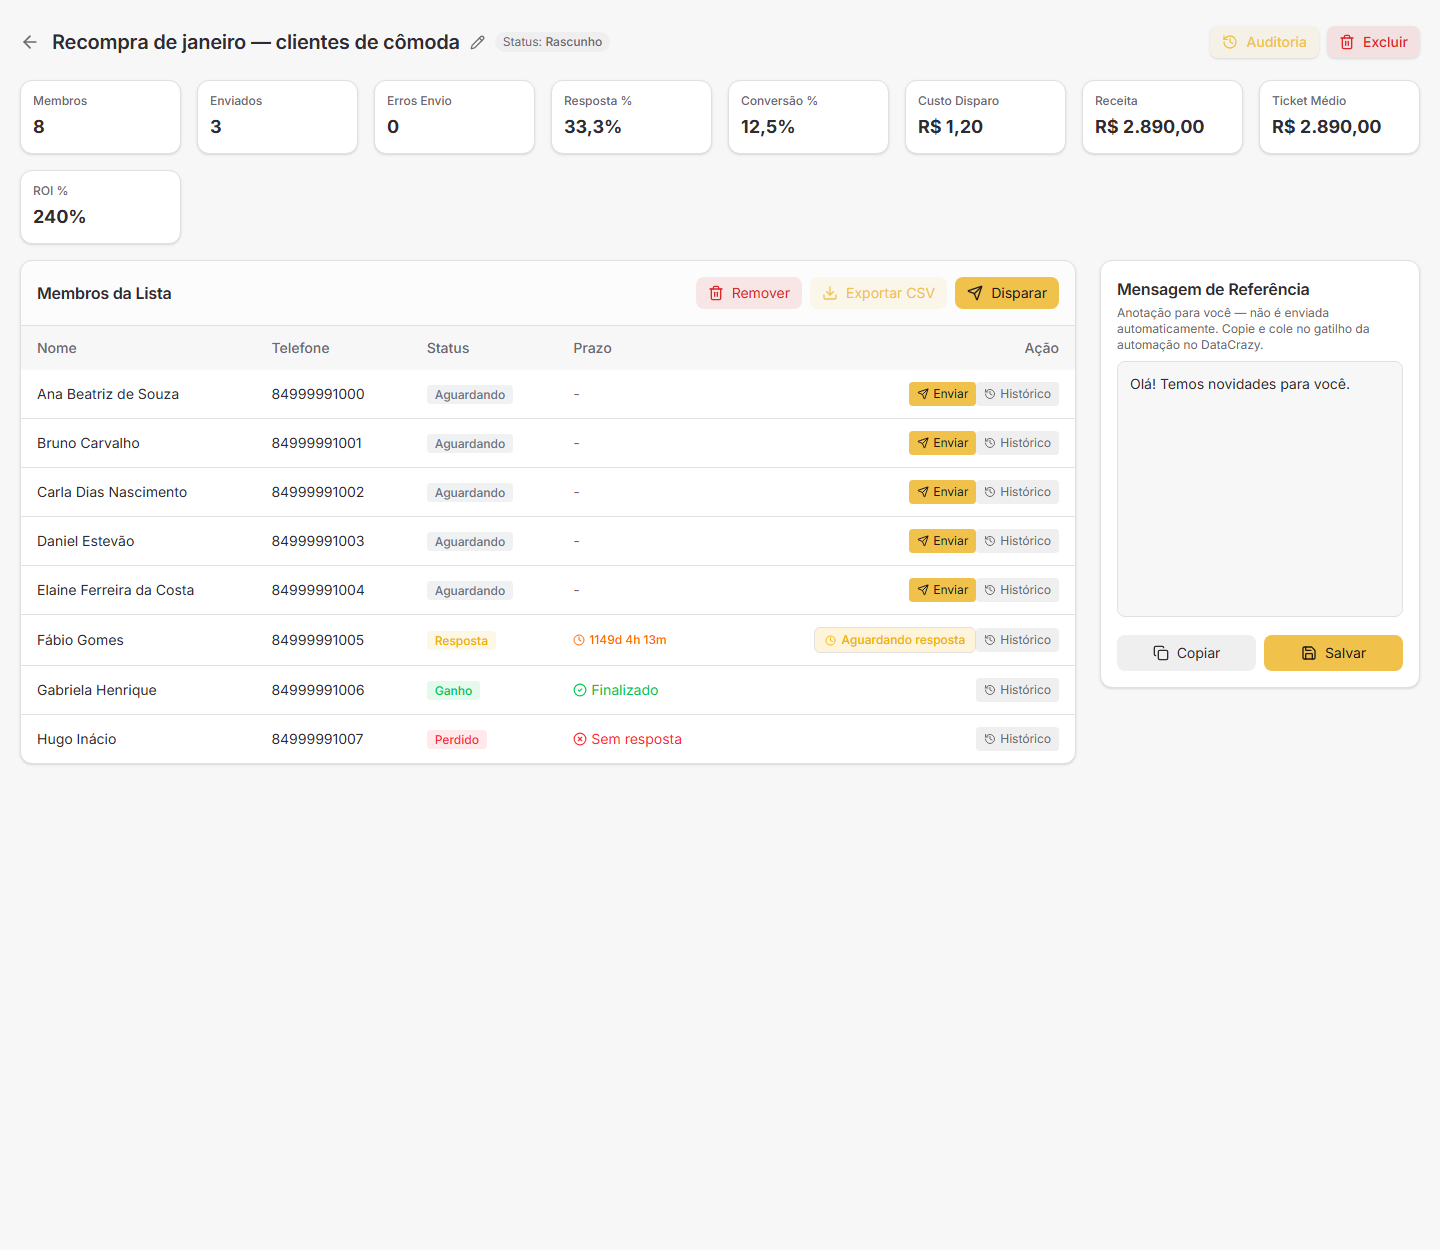 Recompra de janeiro — clientes de cômoda
Status: Rascunho
Auditoria
Excluir
Membros
8
Enviados
3
Erros Envio
0
Resposta %
33,3%
Conversão %
12,5%
Custo Disparo
R$ 1,20
Receita
R$ 2.890,00
Ticket Médio
R$ 2.890,00
ROI %
240%
Membros da Lista
Remover
Exportar CSV
Disparar
Nome Telefone Status Prazo Ação
Ana Beatriz de Souza 84999991000 Aguardando - Enviar Histórico
Bruno Carvalho 84999991001 Aguardando - Enviar Histórico
Carla Dias Nascimento 84999991002 Aguardando - Enviar Histórico
Daniel Estevão 84999991003 Aguardando - Enviar Histórico
Elaine Ferreira da Costa 84999991004 Aguardando - Enviar Histórico
Fábio Gomes 84999991005 Resposta 1149d 4h 13m Aguardando resposta Histórico
Gabriela Henrique 84999991006 Ganho Finalizado Histórico
Hugo Inácio 84999991007 Perdido Sem resposta Histórico
Mensagem de Referência
Anotação para você — não é enviada
automaticamente. Copie e cole no gatilho da
automação no DataCrazy.
Olá! Temos novidades para você.
Copiar
Salvar